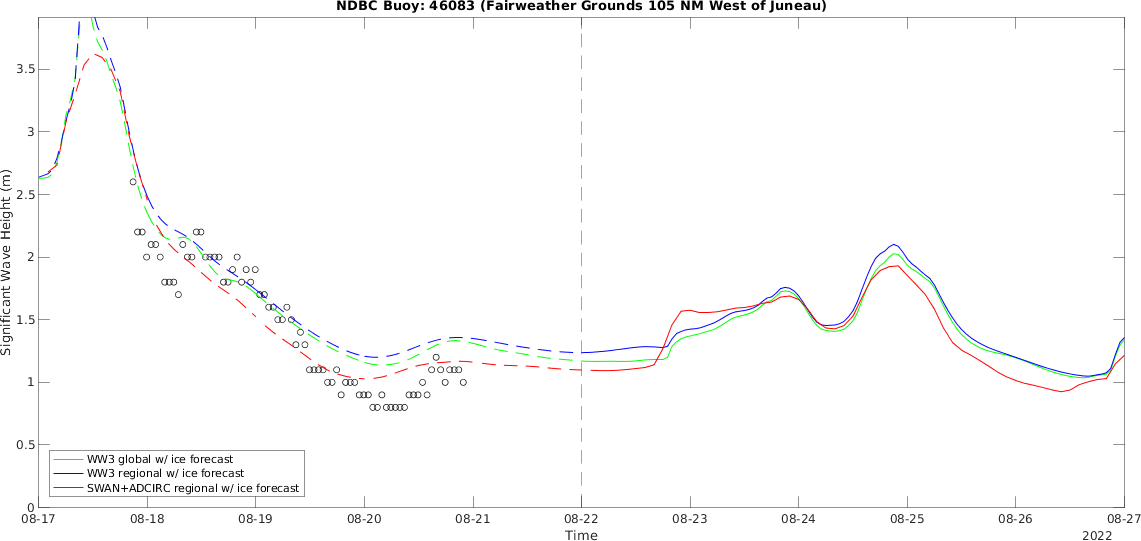 NDBC Buoy: 46083 (Fairweather Grounds 105 NM West of Juneau)
Significant Wave Height (m)
3.5
3
2.5
2
1.5
1
0.5
0
WW3 global w/ ice forecast
WW3 regional w/ ice forecast
SWAN+ADCIRC regional w/ ice forecast
08-17 08-18 08-19 08-20 08-21 08-22 08-23 08-24 08-25 08-26 08-27
Time
2022